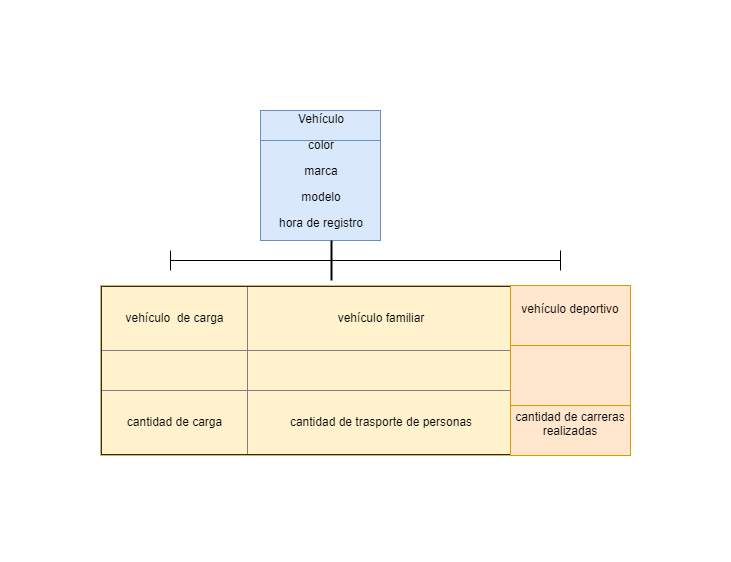 Vehículo
color
marca
modelo
hora de registro
vehículo de carga
vehículo familiar
vehículo deportivo
cantidad de carga
cantidad de trasporte de personas
cantidad de carreras
realizadas